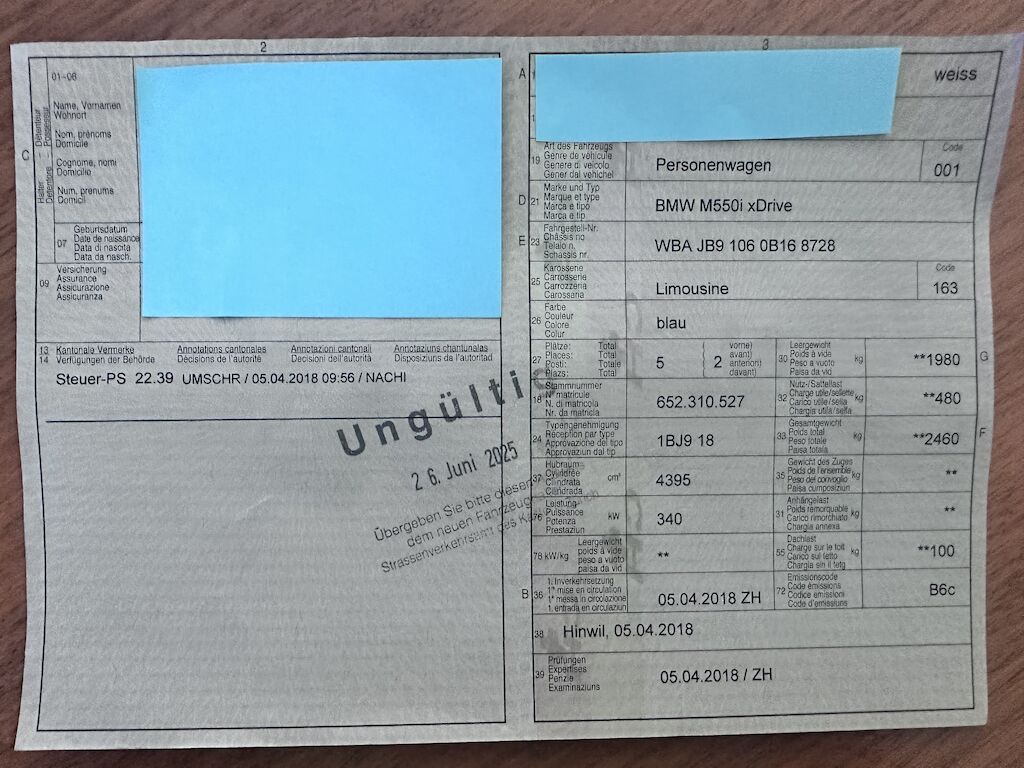 2
01-06
Name, Vornamen
Wohnort
Nom, prénoms
Domicile
Cognome, nomi
Domicilio
Num, prenums
Domicil
C
Halter – Détenteur
Detentore – Possessur
07
Geburtsdatum
Date de naissance
Data di nascita
Data da nasch.
09
Versicherung
Assurance
Assicurazione
Assicuranza
13 Kantonale Vermerke Annotations cantonales Annotazioni cantonali Annotaziuns chantunalas
14 Verfügungen der Behörde Décisions de l'autorité Decisioni dell'autorità Disposiziuns da l'autoritad
Steuer-PS 22.39 UMSCHR / 05.04.2018 09:56 / NACHI
Ungültig
26. Juni 2025
Übergeben Sie bitte diesen
dem neuen Fahrzeug
Strassenverkehrsamt des Kantons
3
A
weiss
19
Art des Fahrzeugs
Genre de véhicule
Genere di veicolo
Gener dal vehichel
Personenwagen
Code
001
D 21
Marke und Typ
Marque et type
Marca e tipo
Marca e tip
BMW M550i xDrive
E 23
Fahrgestell-Nr.
Châssis no
Telaio n.
Schassis nr.
WBA JB9 106 0B16 8728
25
Karosserie
Carrosserie
Carrozzeria
Carossaria
Limousine
Code
163
26
Farbe
Couleur
Colore
Colur
blau
27
Plätze: Total
Places: Total
Posti: Totale
Plazs: Total
5
2
vorne)
avant)
anteriori)
davant)
30
Leergewicht
Poids à vide
Peso a vuoto
Paisa da vid
kg
**1980
G
18
Stammnummer
N° matricule
N. di matricola
Nr. da matricla
652.310.527
32
Nutz-/Sattellast
Charge utile/sellette
Carico utile/sella
Chargia utila/sella
kg
**480
24
Typengenehmigung
Réception par type
Approvazione del tipo
Approvaziun dal tip
1BJ9 18
33
Gesamtgewicht
Poids total
Peso totale
Paisa totala
kg
**2460
F
37
Hubraum
Cylindrée
Cilindrata
Cilindrada
cm³
4395
35
Gewicht des Zuges
Poids de l'ensemble
Peso del convoglio
Paisa cumposiziun
kg
**
76
Leistung
Puissance
Potenza
Prestaziun
kW
340
31
Anhängelast
Poids remorquable
Carico rimorchiato
Chargia annexa
kg
**
78 kW/kg
Leergewicht
poids à vide
peso a vuoto
paisa da vid
**
55
Dachlast
Charge sur le toit
Carico sul tetto
Chargia sin il tetg
kg
**100
B 36
1. Inverkehrsetzung
1re mise en circulation
1a messa in circolazione
1. entrada en circulaziun
05.04.2018 ZH
72
Emissionscode
Code émissions
Codice emissioni
Code d'emissiuns
B6c
38
Hinwil, 05.04.2018
39
Prüfungen
Expertises
Perizie
Examinaziuns
05.04.2018 / ZH